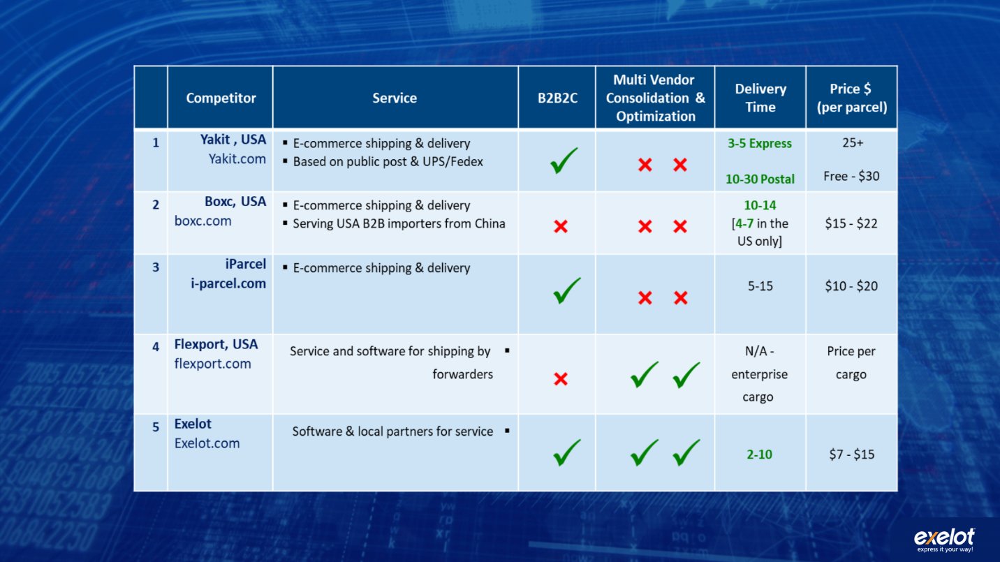 Competitor
Service
B2B2C
Multi Vendor
Consolidation &
Optimization
Delivery
Time
Price $
(per parcel)
1
Yakit , USA
Yakit.com
▪ E-commerce shipping & delivery
▪ Based on public post & UPS/Fedex
3-5 Express
10-30 Postal
25+
Free - $30
2
Boxc, USA
boxc.com
▪ E-commerce shipping & delivery
▪ Serving USA B2B importers from China
10-14
[4-7 in the
US only]
$15 - $22
3
iParcel
i-parcel.com
▪ E-commerce shipping & delivery
5-15
$10 - $20
4
Flexport, USA
flexport.com
Service and software for shipping by ▪
forwarders
N/A -
enterprise
cargo
Price per
cargo
5
Exelot
Exelot.com
Software & local partners for service ▪
2-10
$7 - $15
exelot
express it your way!